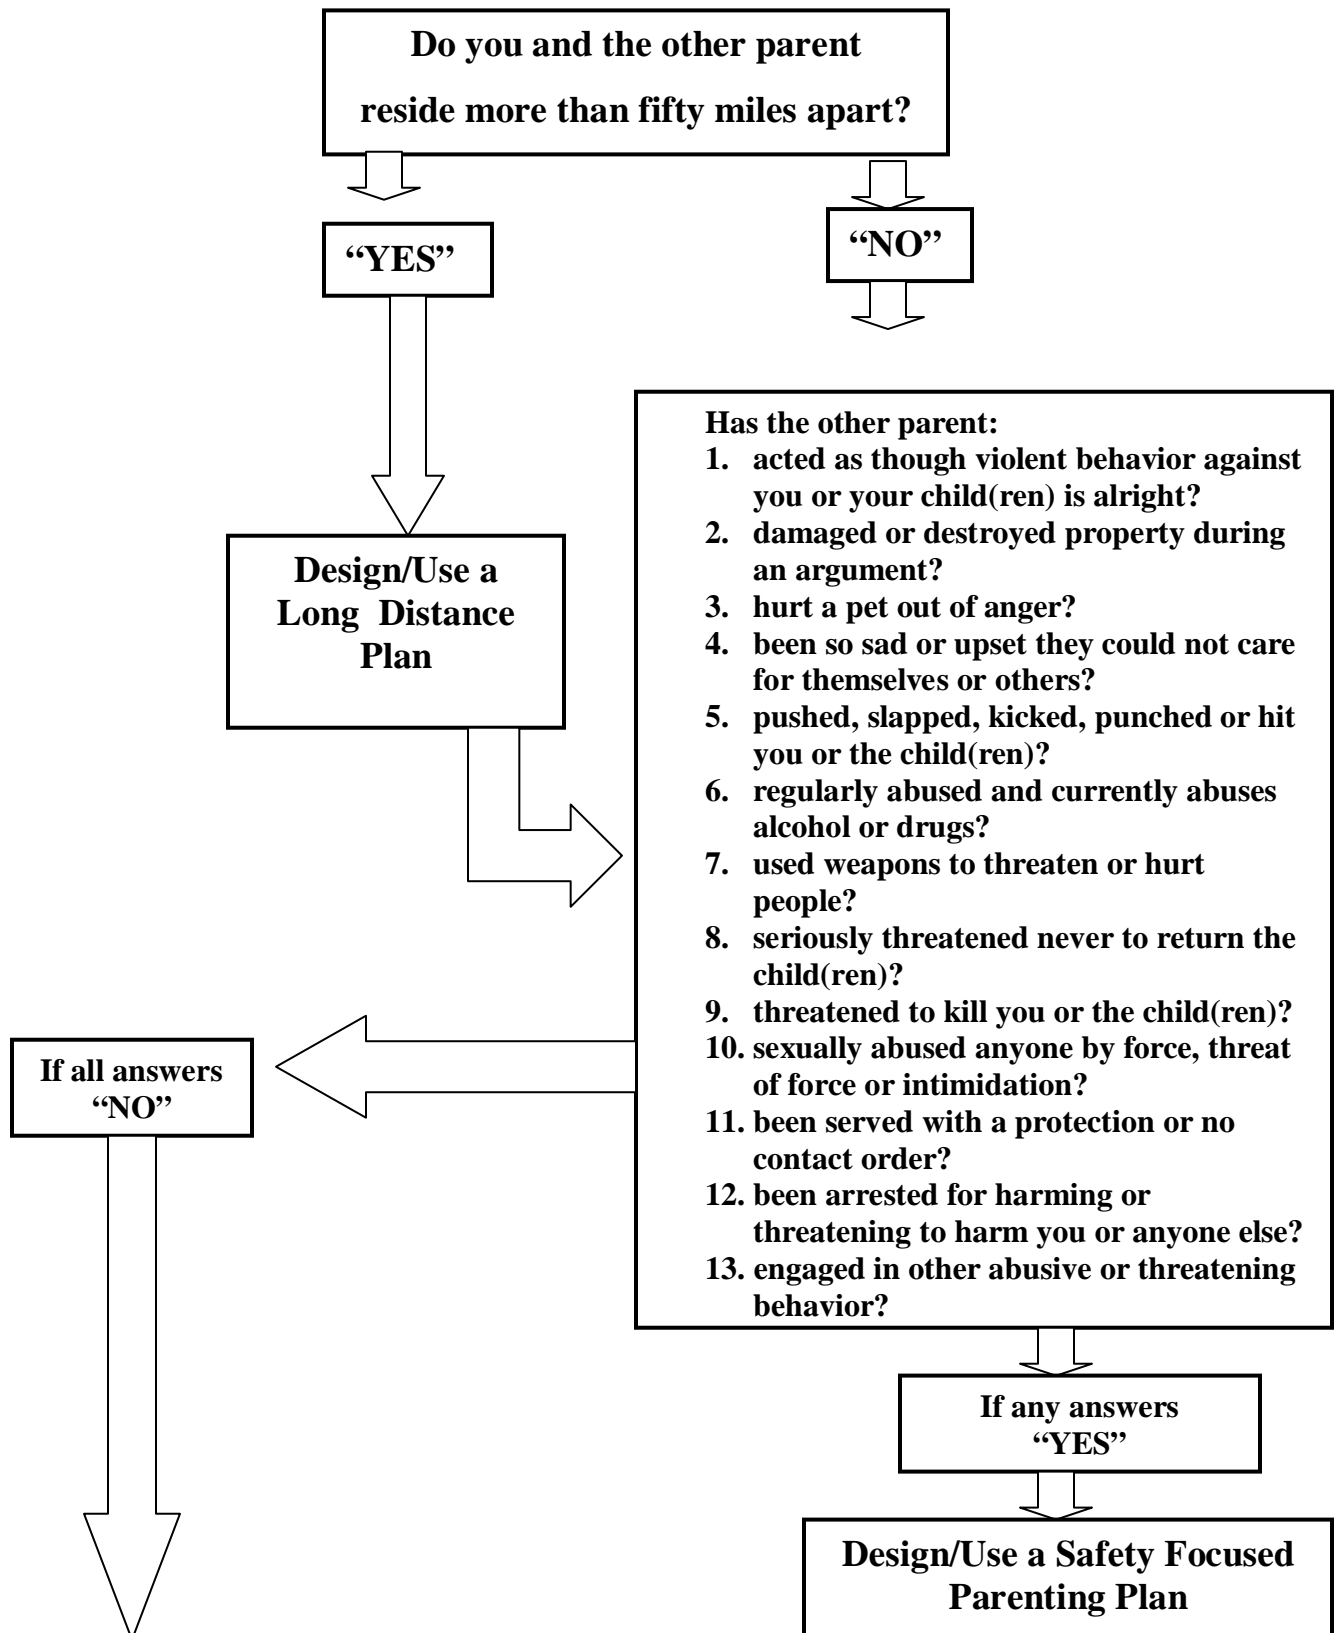 Do you and the other parent
reside more than fifty miles apart?
“YES”
“NO”
Design/Use a
Long Distance
Plan
Has the other parent:
1. acted as though violent behavior against
you or your child(ren) is alright?
2. damaged or destroyed property during
an argument?
3. hurt a pet out of anger?
4. been so sad or upset they could not care
for themselves or others?
5. pushed, slapped, kicked, punched or hit
you or the child(ren)?
6. regularly abused and currently abuses
alcohol or drugs?
7. used weapons to threaten or hurt
people?
8. seriously threatened never to return the
child(ren)?
9. threatened to kill you or the child(ren)?
10. sexually abused anyone by force, threat
of force or intimidation?
11. been served with a protection or no
contact order?
12. been arrested for harming or
threatening to harm you or anyone else?
13. engaged in other abusive or threatening
behavior?
If all answers
“NO”
If any answers
“YES”
Design/Use a Safety Focused
Parenting Plan